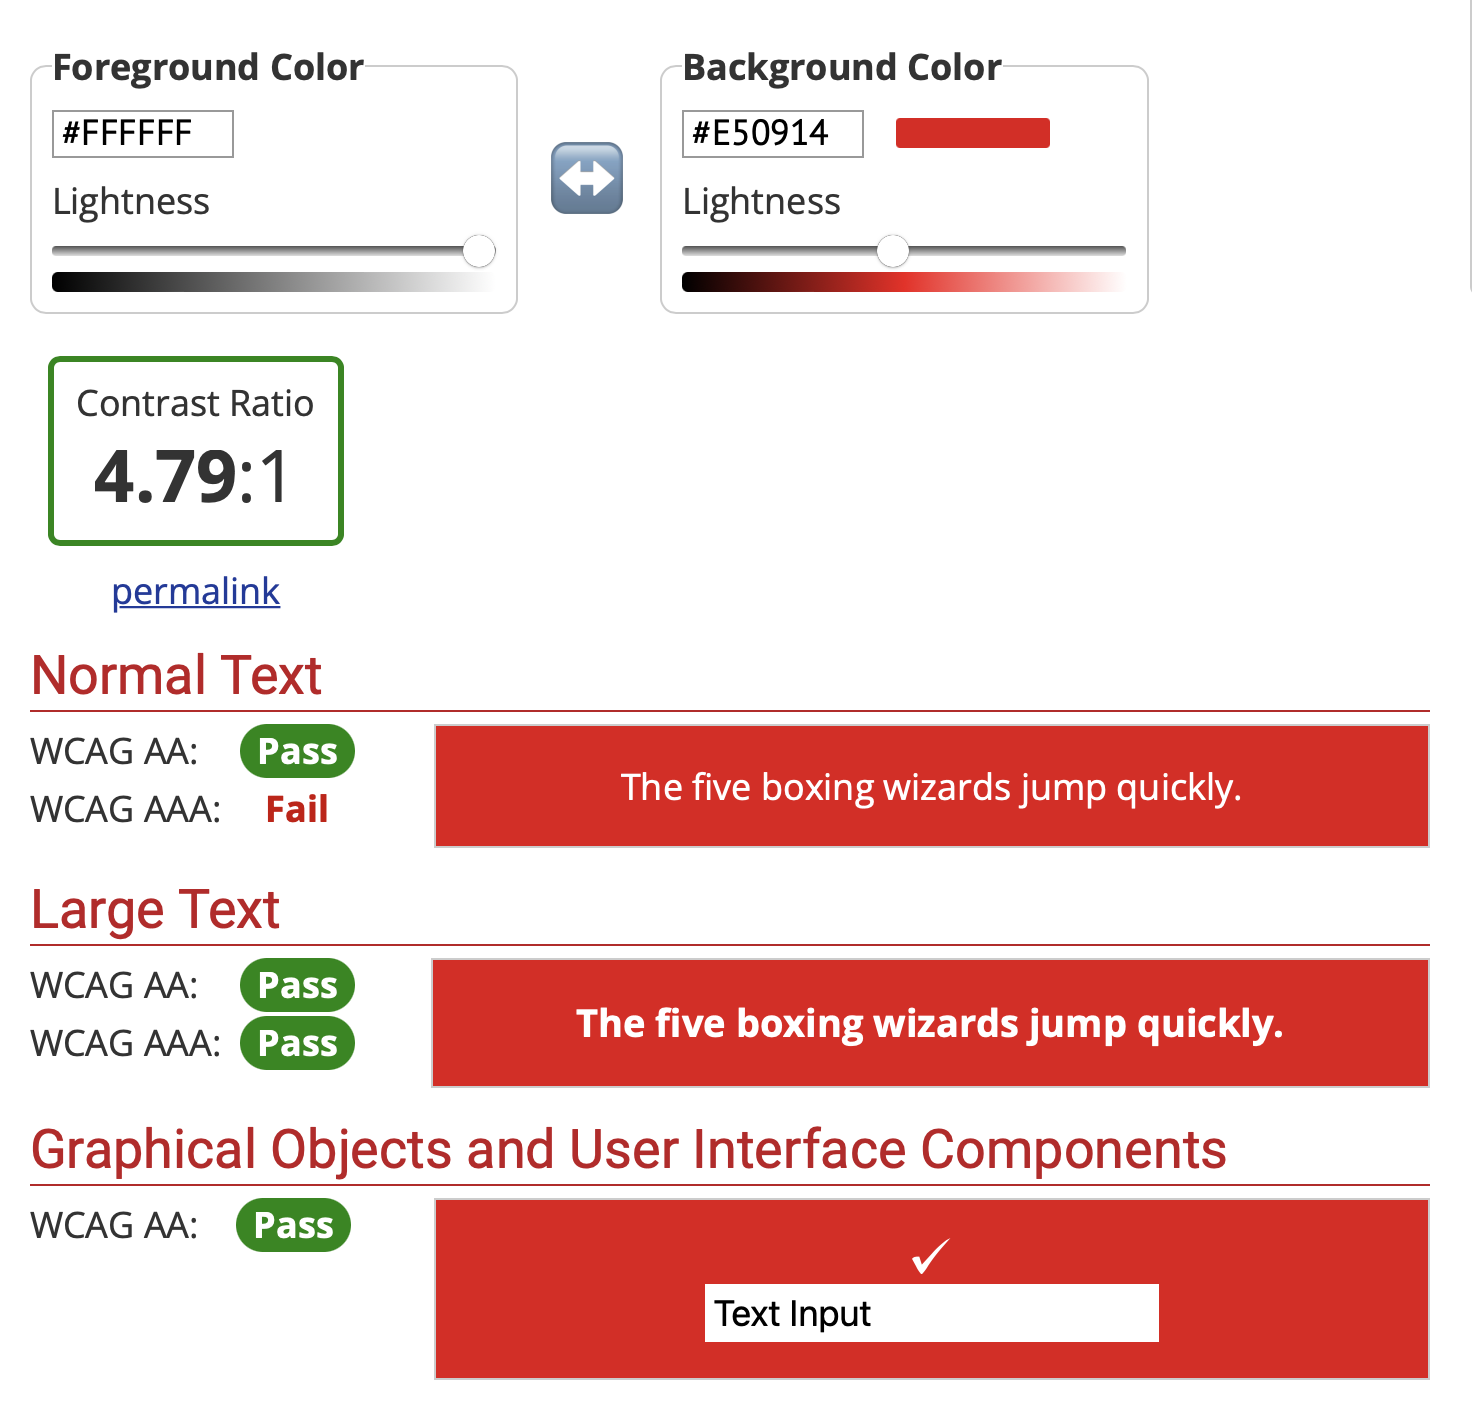 Foreground Color
#FFFFFF
Lightness
Background Color
#E50914
Lightness
Contrast Ratio
4.79:1
permalink
Normal Text
WCAG AA: Pass
WCAG AAA: Fail
The five boxing wizards jump quickly.
Large Text
WCAG AA: Pass
WCAG AAA: Pass
The five boxing wizards jump quickly.
Graphical Objects and User Interface Components
WCAG AA: Pass
Text Input